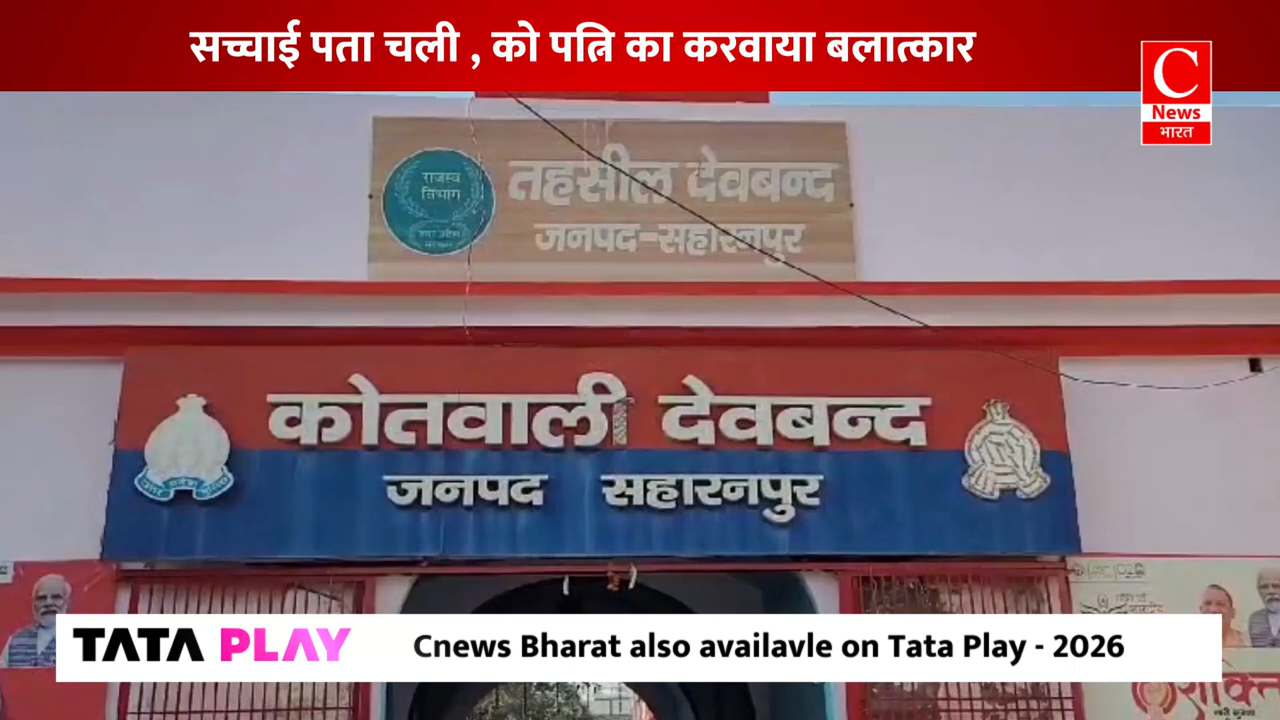 सच्चाई पता चली , को पत्नि का करवाया बलात्कार
C
News
भारत
राजस्व
विभाग
तहसील देवबन्द
जनपद-सहारनपुर
कोतवाली देवबन्द
जनपद सहारनपुर
TATA PLAY
Cnews Bharat also availavle on Tata Play - 2026